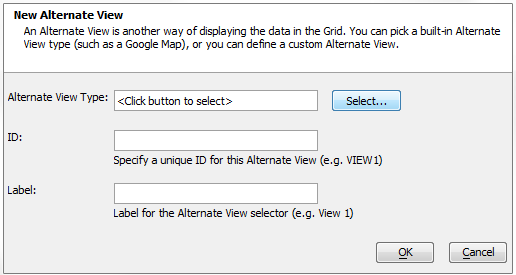 New Alternate View
An Alternate View is another way of displaying the data in the Grid. You can pick a built-in Alternate
View type (such as a Google Map), or you can define a custom Alternate View.
Alternate View Type: <Click button to select> Select...
ID:
Specify a unique ID for this Alternate View (e.g. VIEW1)
Label:
Label for the Alternate View selector (e.g. View 1)
OK Cancel